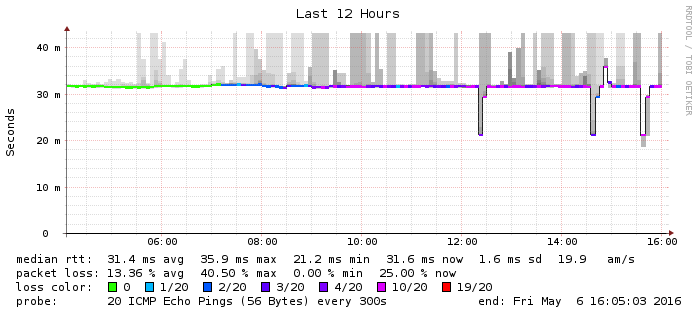 Last 12 Hours
RRDTOOL / TOBI OETIKER
Seconds
40 m
30 m
20 m
10 m
0
06:00 08:00 10:00 12:00 14:00 16:00
median rtt: 31.4 ms avg 35.9 ms max 21.2 ms min 31.6 ms now 1.6 ms sd 19.9 am/s
packet loss: 13.36 % avg 40.50 % max 0.00 % min 25.00 % now
loss color: 0 1/20 2/20 3/20 4/20 10/20 19/20
probe: 20 ICMP Echo Pings (56 Bytes) every 300s end: Fri May 6 16:05:03 2016